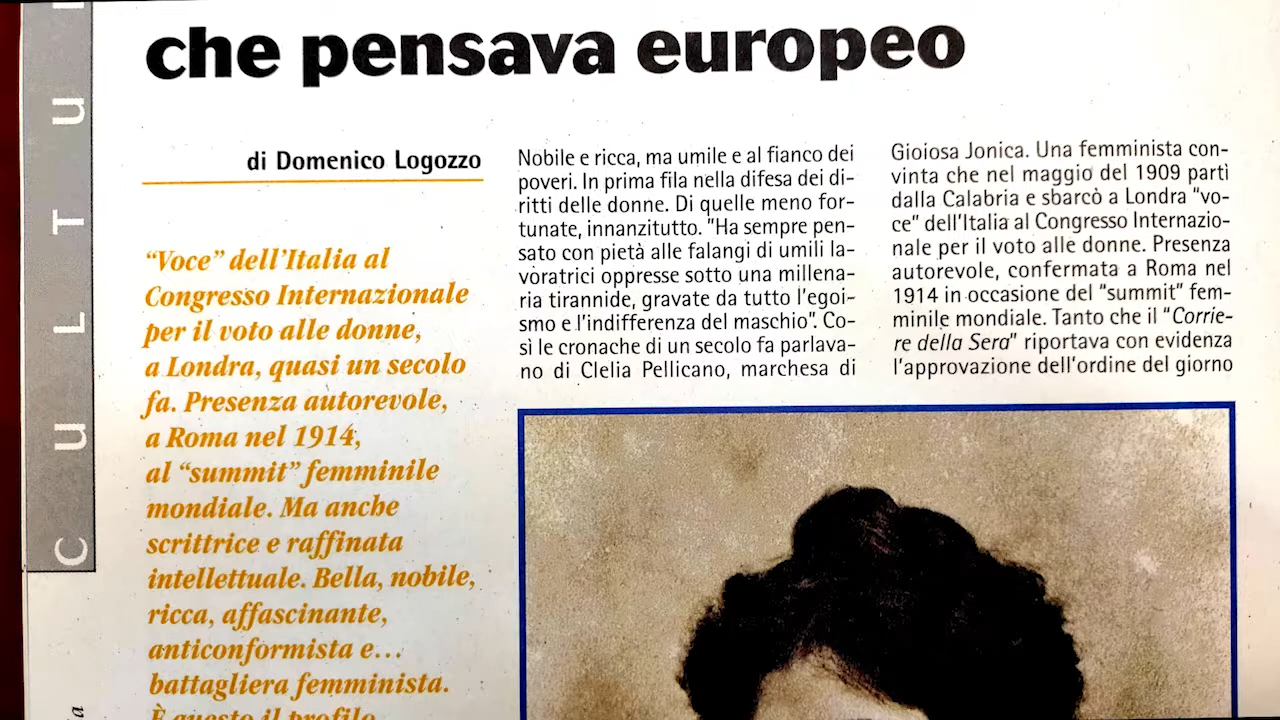 che pensava europeo
di Domenico Logozzo
“Voce” dell’Italia al
Congresso Internazionale
per il voto alle donne,
a Londra, quasi un secolo
fa. Presenza autorevole,
a Roma nel 1914,
al “summit” femminile
mondiale. Ma anche
scrittrice e raffinata
intellettuale. Bella, nobile,
ricca, affascinante,
anticonformista e…
battagliera femminista.
È questo il profilo
Nobile e ricca, ma umile e al fianco dei
poveri. In prima fila nella difesa dei di-
ritti delle donne. Di quelle meno for-
tunate, innanzitutto. “Ha sempre pen-
sato con pietà alle falangi di umili la-
voratrici oppresse sotto una millena-
ria tirannide, gravate da tutto l’egoi-
smo e l’indifferenza del maschio”. Co-
sì le cronache di un secolo fa parlava-
no di Clelia Pellicano, marchesa di
Gioiosa Jonica. Una femminista con-
vinta che nel maggio del 1909 partì
dalla Calabria e sbarcò a Londra “vo-
ce” dell’Italia al Congresso Internazio-
nale per il voto alle donne. Presenza
autorevole, confermata a Roma nel
1914 in occasione del “summit” fem-
minile mondiale. Tanto che il “Corrie-
re della Sera” riportava con evidenza
l’approvazione dell’ordine del giorno